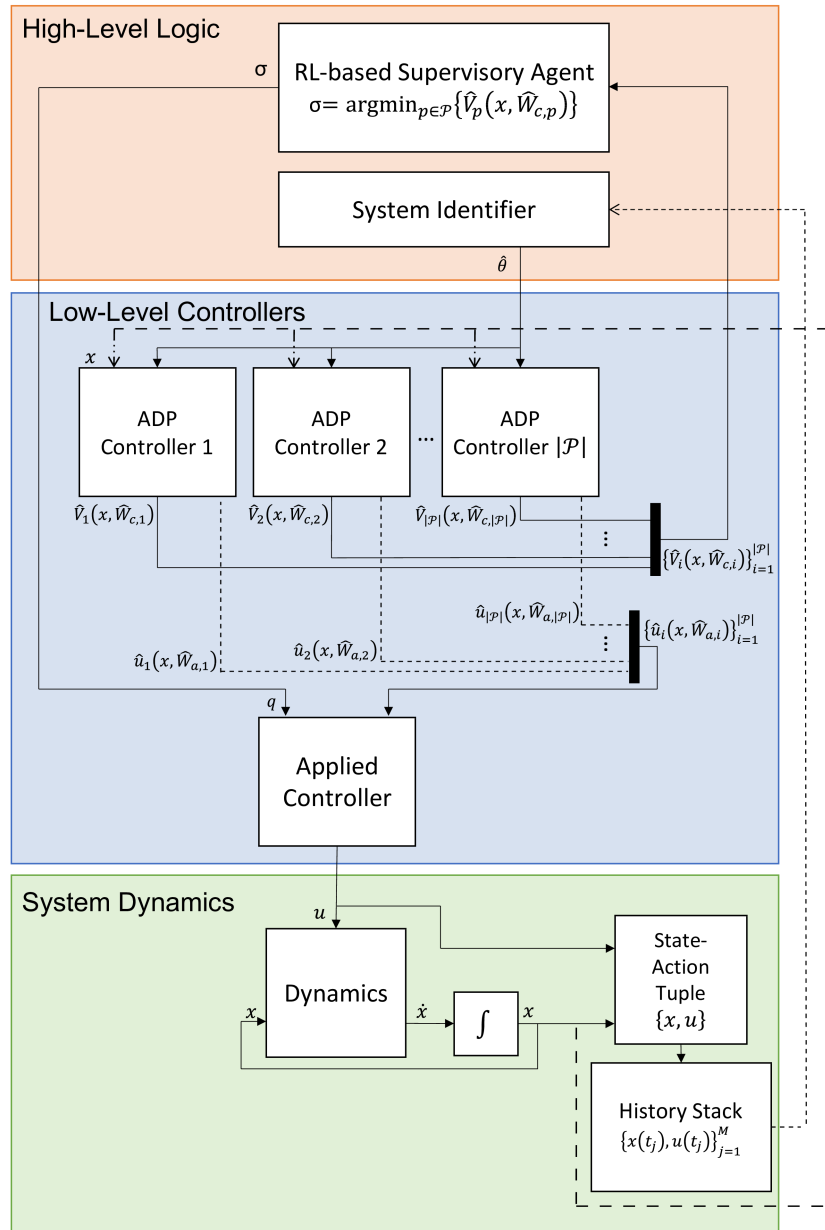 High-Level Logic
σ
RL-based Supervisory Agent
σ= argmin_{p∈𝒫}{V̂_p(x, Ŵ_{c,p})}
System Identifier
θ̂
Low-Level Controllers
x
ADP
Controller 1
ADP
Controller 2
...
ADP
Controller |𝒫|
V̂_1(x, Ŵ_{c,1})
V̂_2(x, Ŵ_{c,2})
V̂_{|𝒫|}(x, Ŵ_{c,|𝒫|})
⋮
{V̂_i(x, Ŵ_{c,i})}_{i=1}^{|𝒫|}
û_{|𝒫|}(x, Ŵ_{a,|𝒫|})
{û_i(x, Ŵ_{a,i})}_{i=1}^{|𝒫|}
⋮
û_1(x, Ŵ_{a,1})
û_2(x, Ŵ_{a,2})
q
Applied
Controller
System Dynamics
u
Dynamics
x
ẋ
∫
x
State-
Action
Tuple
{x, u}
History Stack
{x(t_j), u(t_j)}_{j=1}^{M}